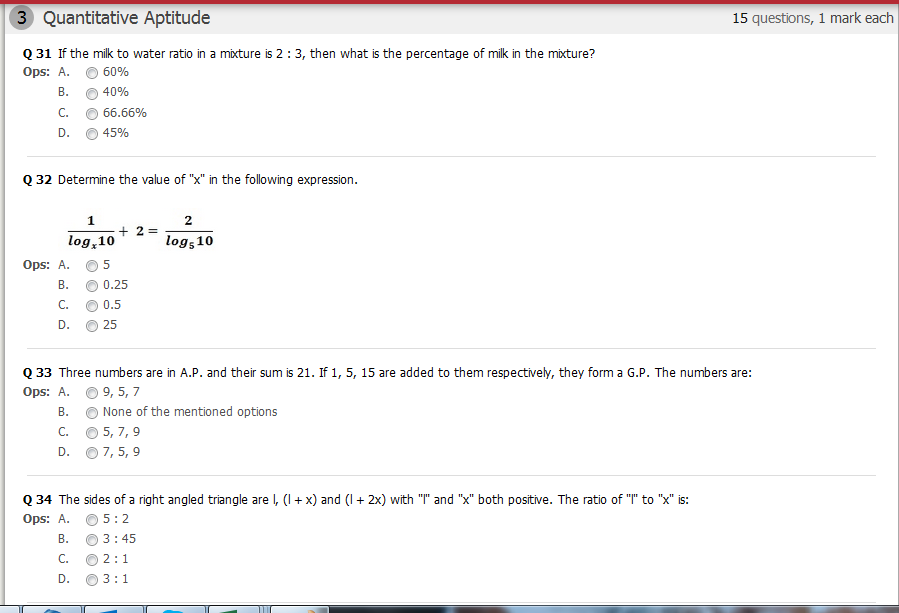 3 Quantitative Aptitude 15 questions, 1 mark each
Q 31 If the milk to water ratio in a mixture is 2 : 3, then what is the percentage of milk in the mixture?
Ops: A. 60%
B. 40%
C. 66.66%
D. 45%
Q 32 Determine the value of "x" in the following expression.
1/logₓ10 + 2 = 2/log₅10
Ops: A. 5
B. 0.25
C. 0.5
D. 25
Q 33 Three numbers are in A.P. and their sum is 21. If 1, 5, 15 are added to them respectively, they form a G.P. The numbers are:
Ops: A. 9, 5, 7
B. None of the mentioned options
C. 5, 7, 9
D. 7, 5, 9
Q 34 The sides of a right angled triangle are l, (l + x) and (l + 2x) with "l" and "x" both positive. The ratio of "l" to "x" is:
Ops: A. 5 : 2
B. 3 : 45
C. 2 : 1
D. 3 : 1